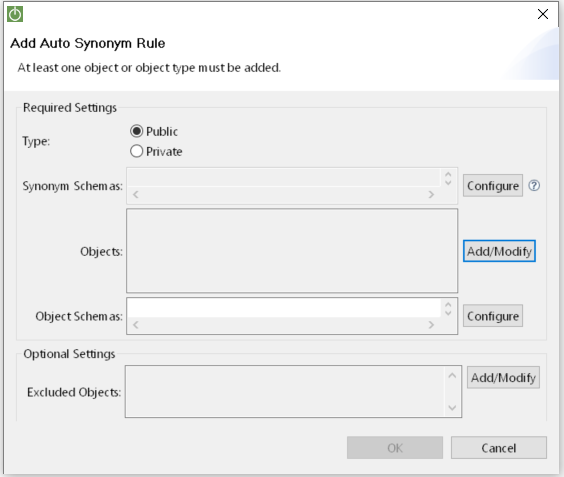 Add Auto Synonym Rule
At least one object or object type must be added.
Required Settings
Type:
Public
Private
Synonym Schemas:
Configure
?
Objects:
Add/Modify
Object Schemas:
Configure
Optional Settings
Excluded Objects:
Add/Modify
OK
Cancel